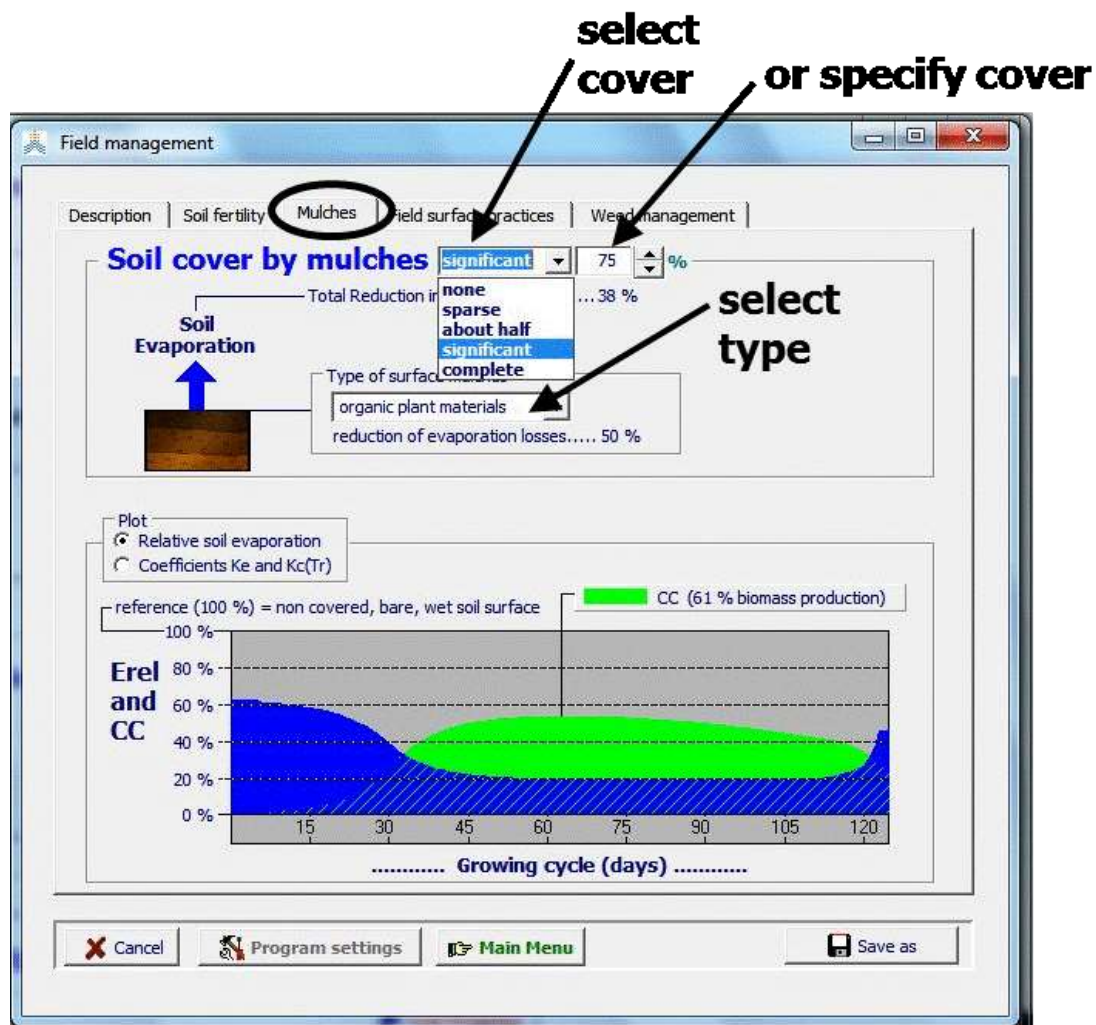 select
cover
or specify cover
Field management
Description Soil fertility Mulches Field surface practices Weed management
Soil cover by mulches significant 75 %
none
sparse
about half
significant
complete
Total Reduction in ...38 %
select
type
Soil
Evaporation
Type of surface
organic plant materials
reduction of evaporation losses..... 50 %
Plot
Relative soil evaporation
Coefficients Ke and Kc(Tr)
reference (100 %) = non covered, bare, wet soil surface
CC (61 % biomass production)
100 %
80 %
60 %
40 %
20 %
0 %
Erel
and
CC
15 30 45 60 75 90 105 120
............ Growing cycle (days) ............
Cancel Program settings Main Menu Save as